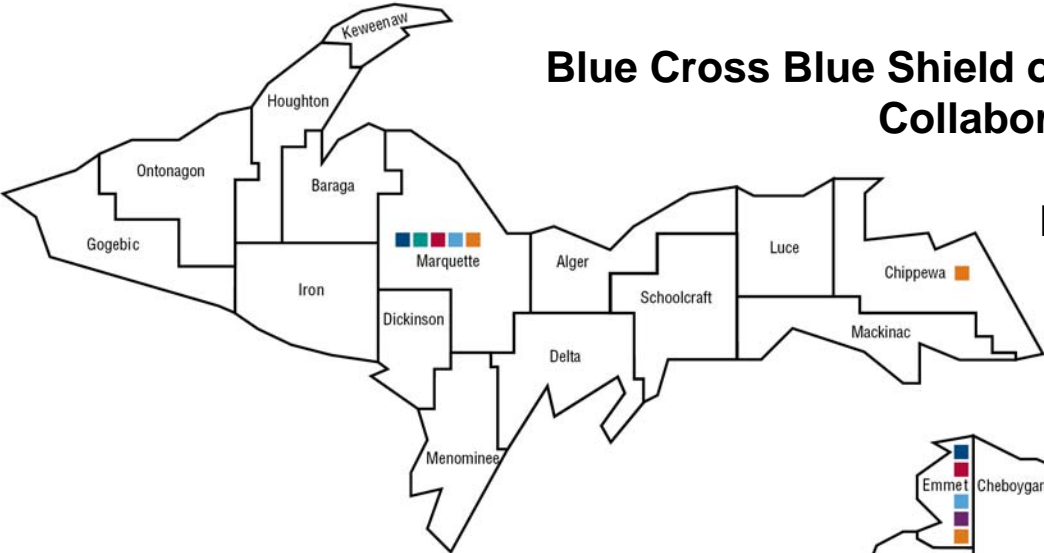 Keweenaw
Blue Cross Blue Shield
Collabor
Houghton
Ontonagon
Baraga
Gogebic
Marquette
Alger
Luce
Chippewa
Iron
Schoolcraft
Dickinson
Mackinac
Delta
Menominee
Emmet
Cheboygan